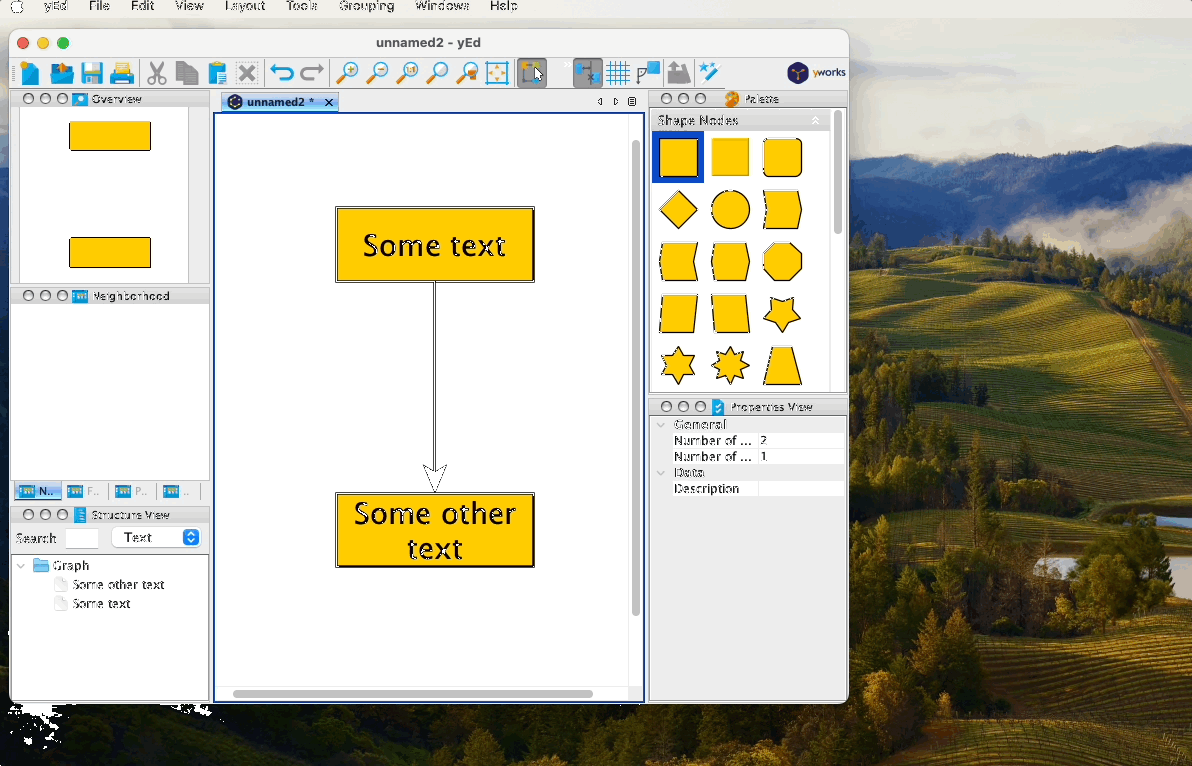 yEd File Edit View Layout Tools Grouping Windows Help
unnamed2 - yEd
1:1
yworks
Overview
unnamed2 *
Palette
Shape Nodes
Some text
Neighborhood
Properties View
General
Number of ... 2
Number of ... 1
Data
Description
N..
F..
P..
..
Some other
text
Structure View
Search
Text
Graph
Some other text
Some text